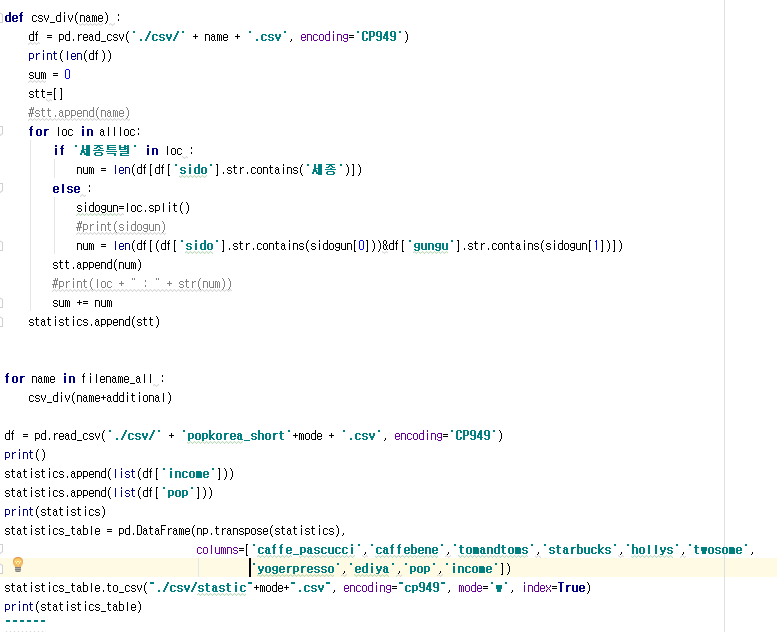 def csv_div(name) :
    df = pd.read_csv('./csv/' + name + '.csv', encoding='CP949')
    print(len(df))
    sum = 0
    stt=[]
    #stt.append(name)
    for loc in allloc:
        if '세종특별' in loc :
            num = len(df[df['sido'].str.contains('세종')])
        else :
            sidogun=loc.split()
            #print(sidogun)
            num = len(df[(df['sido'].str.contains(sidogun[0]))&df['gungu'].str.contains(sidogun[1])])
        stt.append(num)
        #print(loc + " : " + str(num))
        sum += num
    statistics.append(stt)
for name in filename_all :
    csv_div(name+additional)
df = pd.read_csv('./csv/' + 'popkorea_short'+mode + '.csv', encoding='CP949')
print()
statistics.append(list(df['income']))
statistics.append(list(df['pop']))
print(statistics)
statistics_table = pd.DataFrame(np.transpose(statistics),
                                columns=['caffe_pascucci','caffebene','tomandtoms','starbucks','hollys','twosome',
                                         'yogerpresso','ediya','pop','income'])
statistics_table.to_csv("./csv/stastic"+mode+".csv", encoding="cp949", mode='w', index=True)
print(statistics_table)
------